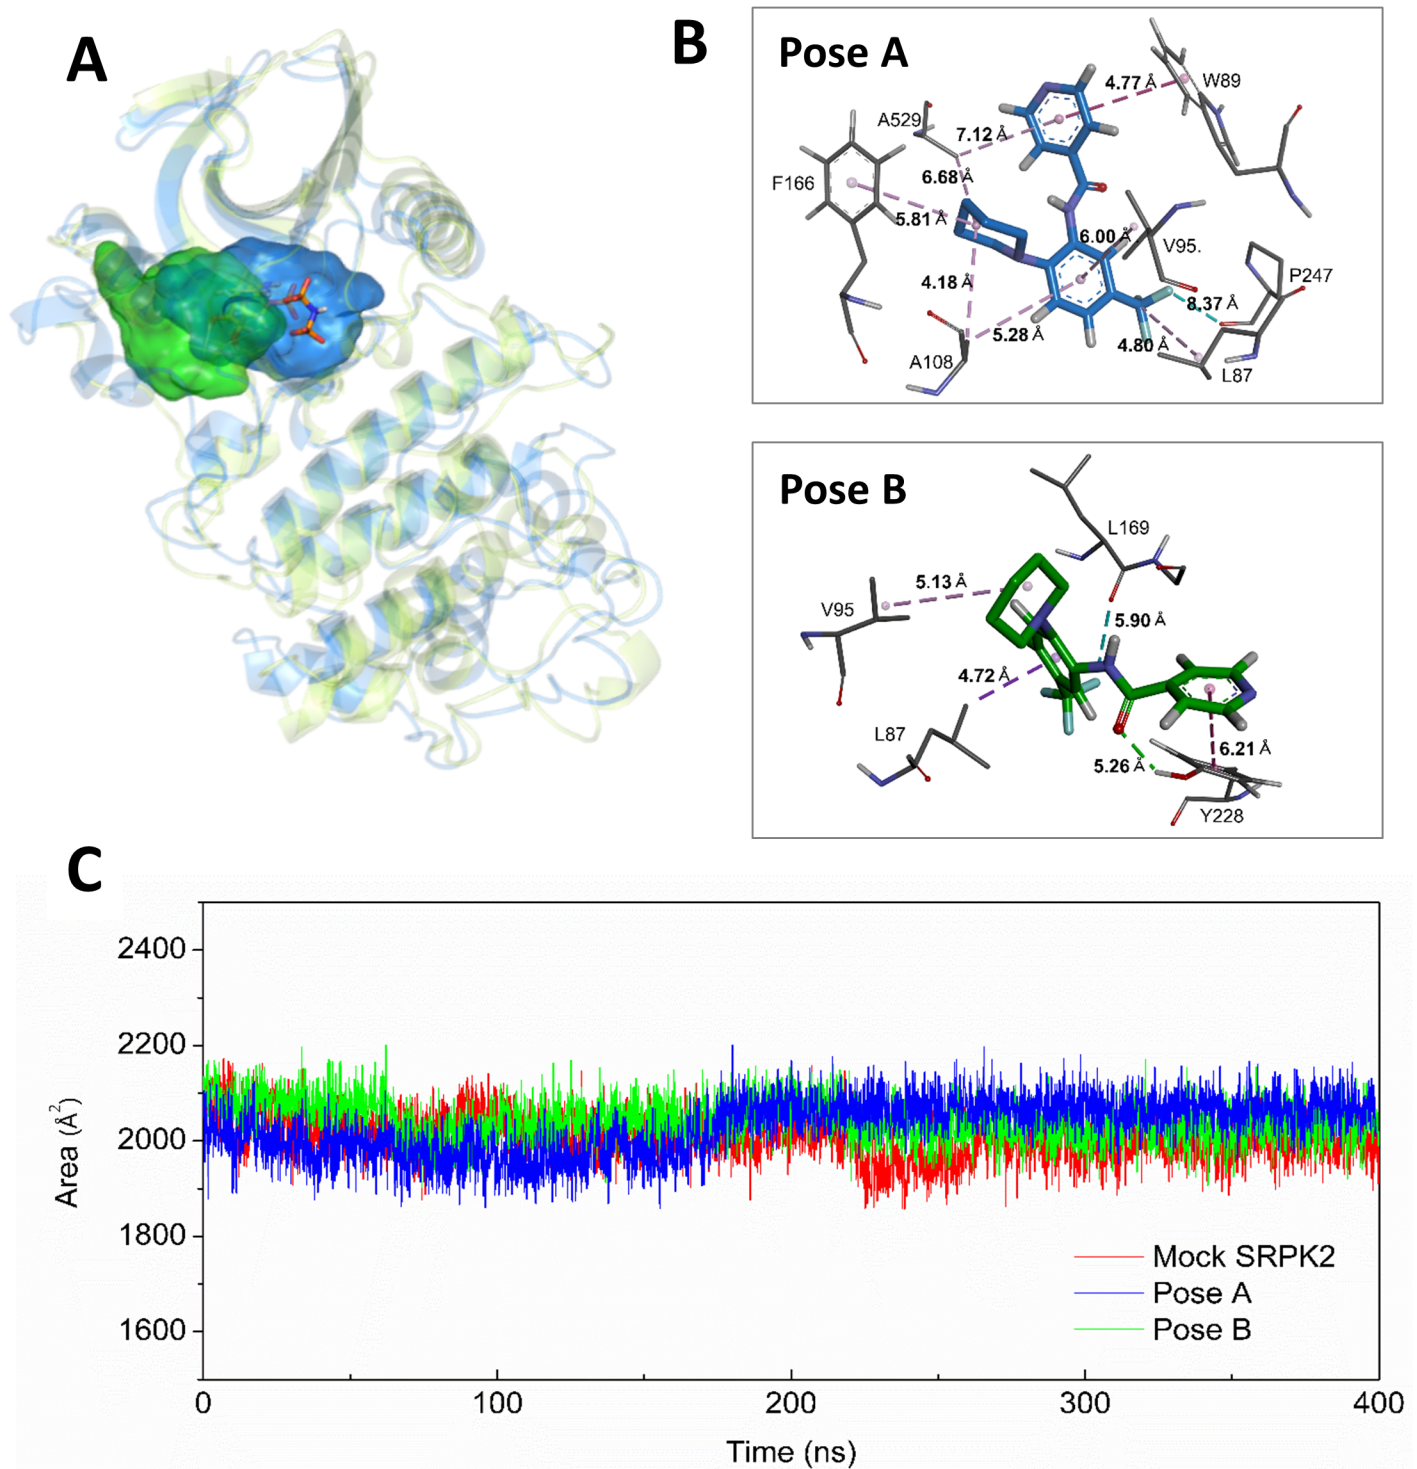 A
B
Pose A
4.77 Å
W89
A529
7.12 Å
6.68 Å
F166
5.81 Å
6.00 Å
V95.
4.18 Å
P247
8.37 Å
5.28 Å
4.80 Å
A108
L87
Pose B
L169
5.13 Å
V95
5.90 Å
4.72 Å
L87
6.21 Å
5.26 Å
Y228
C
2400
2200
2000
1800
1600
Area (Å²)
Mock SRPK2
Pose A
Pose B
0 100 200 300 400
Time (ns)